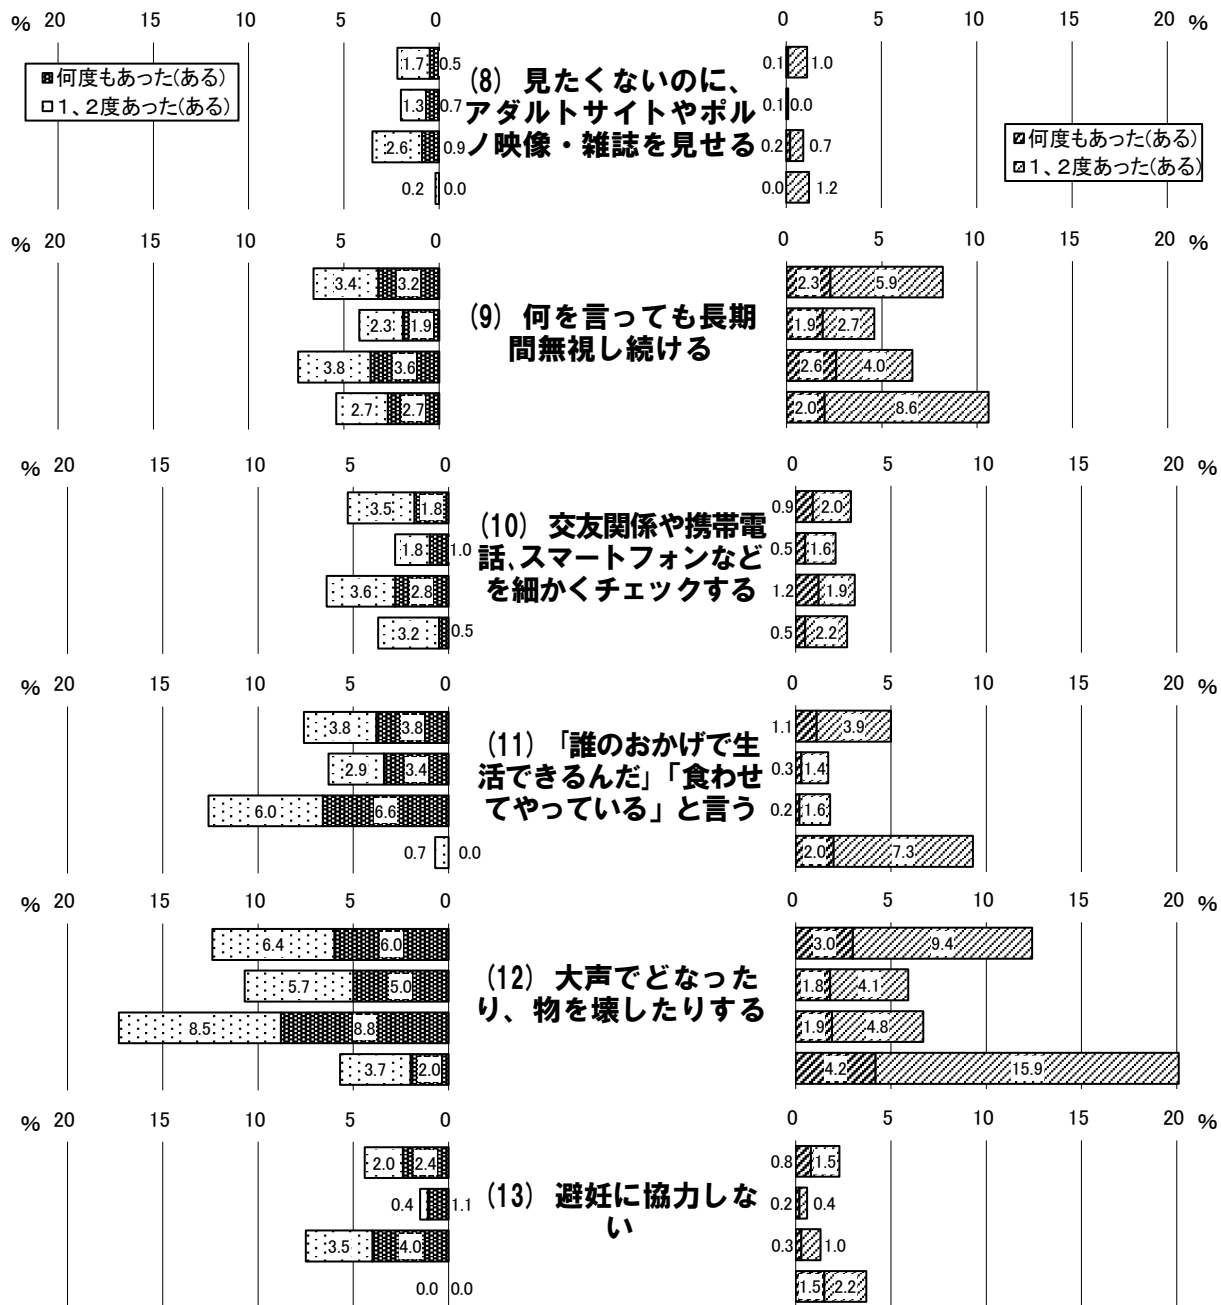 % 20 15 10 5 0 0 5 10 15 20 %
何度もあった(ある)
1、2度あった(ある)
1.7 0.5
1.3 0.7
2.6 0.9
0.2 0.0
(8) 見たくないのに、
アダルトサイトやポル
ノ映像・雑誌を見せる
0.1 1.0
0.1 0.0
0.2 0.7
0.0 1.2
何度もあった(ある)
1、2度あった(ある)
% 20 15 10 5 0 0 5 10 15 20 %
3.4 3.2
2.3 1.9
3.8 3.6
2.7 2.7
(9) 何を言っても長期
間無視し続ける
2.3 5.9
1.9 2.7
2.6 4.0
2.0 8.6
% 20 15 10 5 0 0 5 10 15 20 %
3.5 1.8
1.8 1.0
3.6 2.8
3.2 0.5
(10) 交友関係や携帯電
話、スマートフォンなど
を細かくチェックする
0.9 2.0
0.5 1.6
1.2 1.9
0.5 2.2
% 20 15 10 5 0 0 5 10 15 20 %
3.8 3.8
2.9 3.4
6.0 6.6
0.7 0.0
(11) 「誰のおかげで生
活できるんだ」「食わせ
てやっている」と言う
1.1 3.9
0.3 1.4
0.2 1.6
2.0 7.3
% 20 15 10 5 0 0 5 10 15 20 %
6.4 6.0
5.7 5.0
8.5 8.8
3.7 2.0
(12) 大声でどなった
り、物を壊したりする
3.0 9.4
1.8 4.1
1.9 4.8
4.2 15.9
% 20 15 10 5 0 0 5 10 15 20 %
2.0 2.4
0.4 1.1
3.5 4.0
0.0 0.0
(13) 避妊に協力しな
い
0.8 1.5
0.2 0.4
0.3 1.0
1.5 2.2